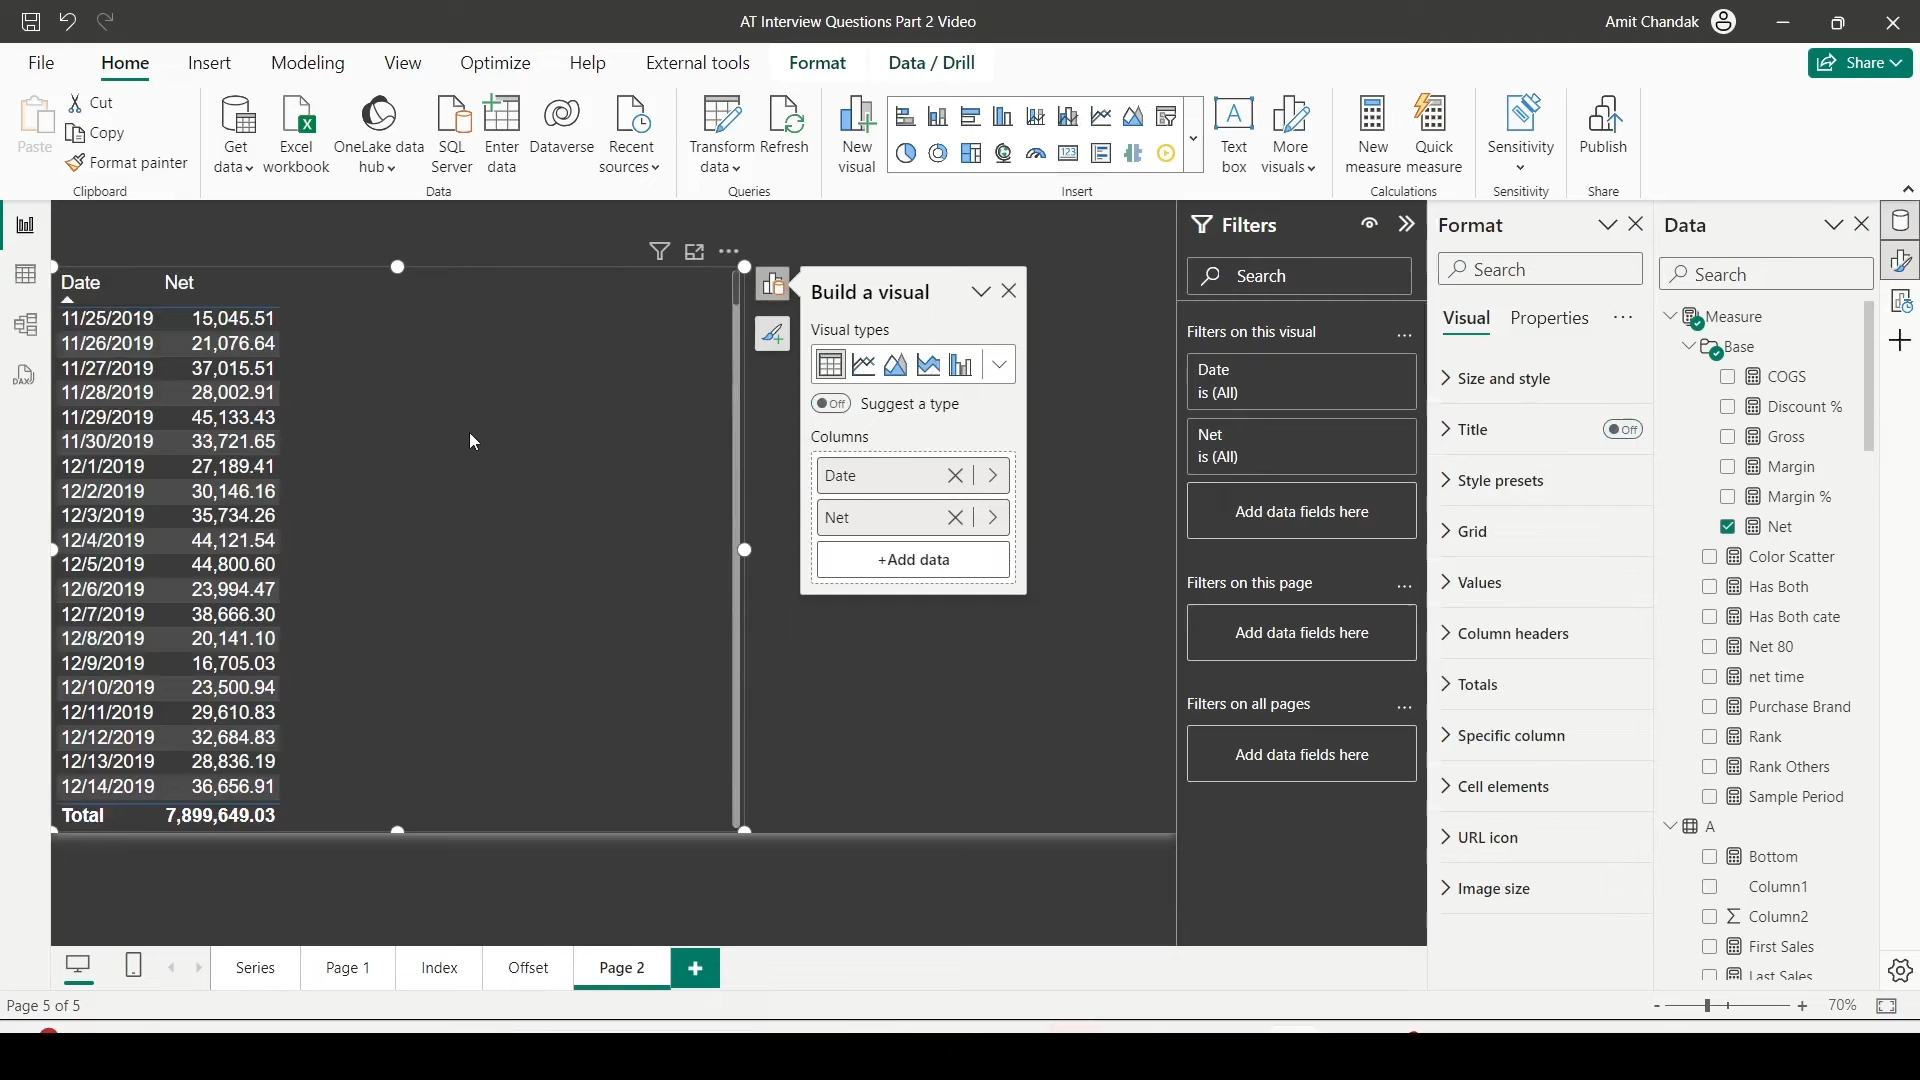 AT Interview Questions Part 2 Video
Amit Chandak
File Home Insert Modeling View Optimize Help External tools Format Data / Drill
Share
Paste
Cut
Copy
Format painter
Clipboard
Get data
Excel workbook
OneLake data hub
SQL Server
Enter data
Dataverse
Recent sources
Data
Transform data
Refresh
Queries
New visual
Text box
More visuals
Insert
New measure
Quick measure
Calculations
Sensitivity
Sensitivity
Publish
Share
Date Net
11/25/2019 15,045.51
11/26/2019 21,076.64
11/27/2019 37,015.51
11/28/2019 28,002.91
11/29/2019 45,133.43
11/30/2019 33,721.65
12/1/2019 27,189.41
12/2/2019 30,146.16
12/3/2019 35,734.26
12/4/2019 44,121.54
12/5/2019 44,800.60
12/6/2019 23,994.47
12/7/2019 38,666.30
12/8/2019 20,141.10
12/9/2019 16,705.03
12/10/2019 23,500.94
12/11/2019 29,610.83
12/12/2019 32,684.83
12/13/2019 28,836.19
12/14/2019 36,656.91
Total 7,899,649.03
Build a visual
Visual types
Off Suggest a type
Columns
Date
Net
+Add data
Filters
Search
Filters on this visual ...
Date
is (All)
Net
is (All)
Add data fields here
Filters on this page ...
Add data fields here
Filters on all pages ...
Add data fields here
Format
Search
Visual Properties ...
Size and style
Title Off
Style presets
Grid
Values
Column headers
Totals
Specific column
Cell elements
URL icon
Image size
Data
Search
Measure
Base
COGS
Discount %
Gross
Margin
Margin %
Net
Color Scatter
Has Both
Has Both cate
Net 80
net time
Purchase Brand
Rank
Rank Others
Sample Period
A
Bottom
Column1
Column2
First Sales
Last Sales
DAX
Series Page 1 Index Offset Page 2 +
Page 5 of 5
- + 70%